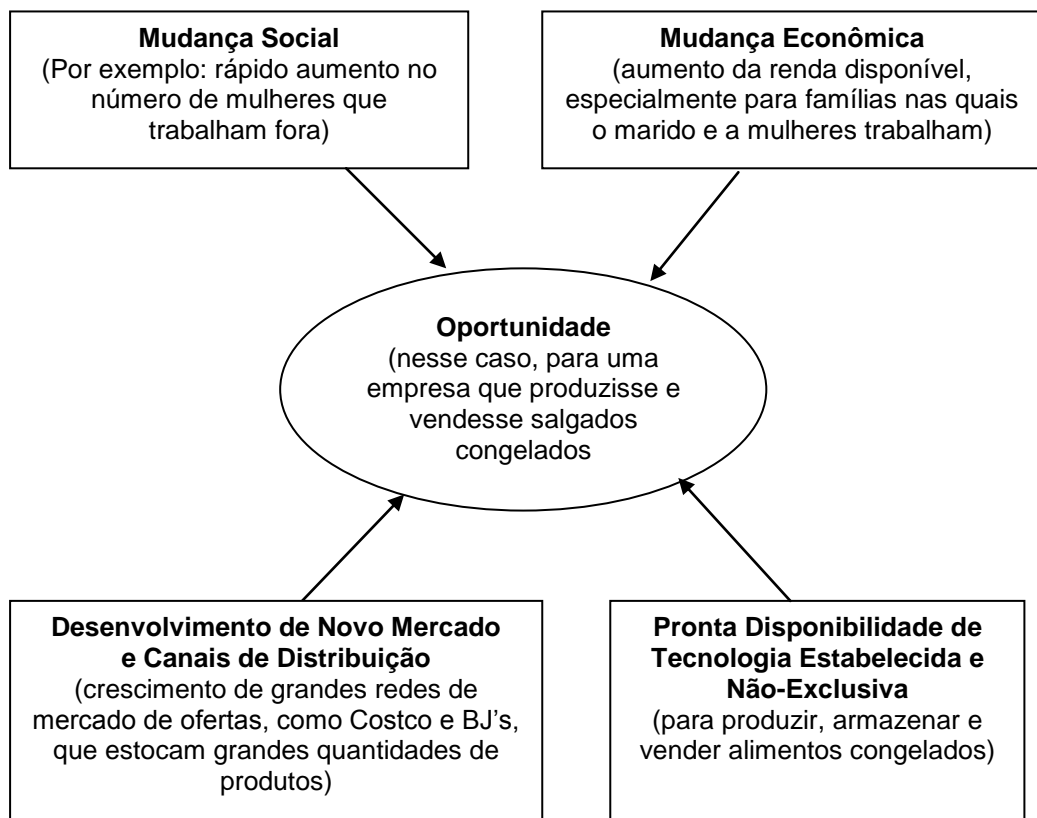 Mudança Social
(Por exemplo: rápido aumento no
número de mulheres que
trabalham fora)
Mudança Econômica
(aumento da renda disponível,
especialmente para famílias nas quais
o marido e a mulheres trabalham)
Oportunidade
(nesse caso, para uma
empresa que produzisse e
vendesse salgados
congelados
Desenvolvimento de Novo Mercado
e Canais de Distribuição
(crescimento de grandes redes de
mercado de ofertas, como Costco e BJ’s,
que estocam grandes quantidades de
produtos)
Pronta Disponibilidade de
Tecnologia Estabelecida e
Não-Exclusiva
(para produzir, armazenar e
vender alimentos congelados)